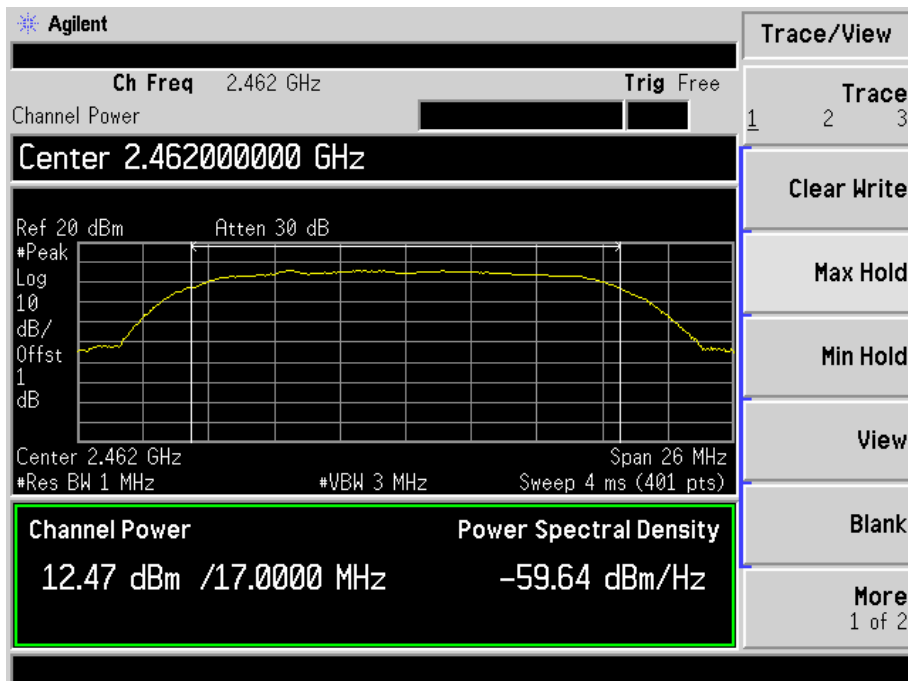 Agilent
Trace/View
Ch Freq 2.462 GHz Trig Free
Channel Power
Trace
1 2 3
Center 2.462000000 GHz
Clear Write
Ref 20 dBm Atten 30 dB
#Peak
Log
10
dB/
Offst
1
dB
Max Hold
Min Hold
View
Center 2.462 GHz Span 26 MHz
#Res BW 1 MHz #VBW 3 MHz Sweep 4 ms (401 pts)
Channel Power Power Spectral Density
12.47 dBm /17.0000 MHz -59.64 dBm/Hz
Blank
More
1 of 2